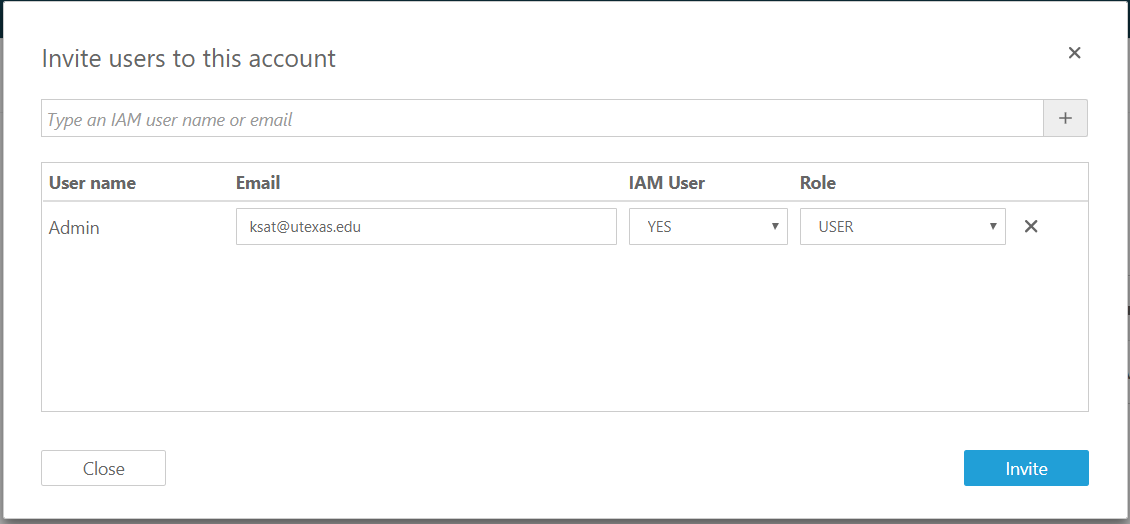 Invite users to this account
Type an IAM user name or email
User name Email IAM User Role
Admin ksat@utexas.edu YES USER
Close Invite